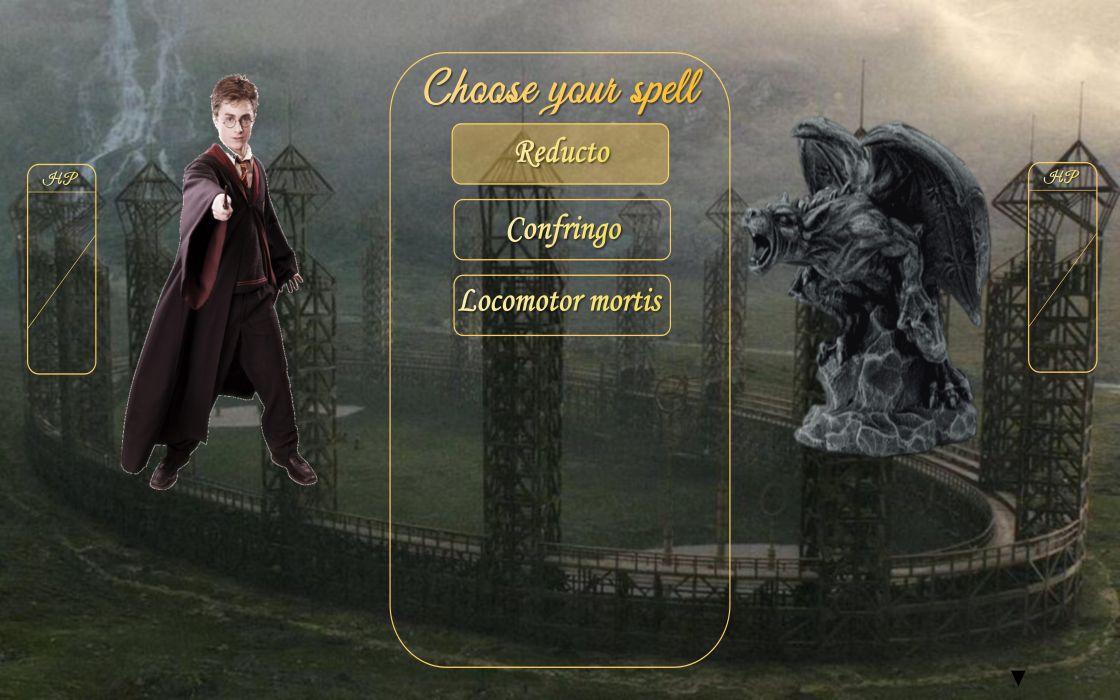 Choose your spell
HP
Reducto
HP
Confringo
Locomotor mortis